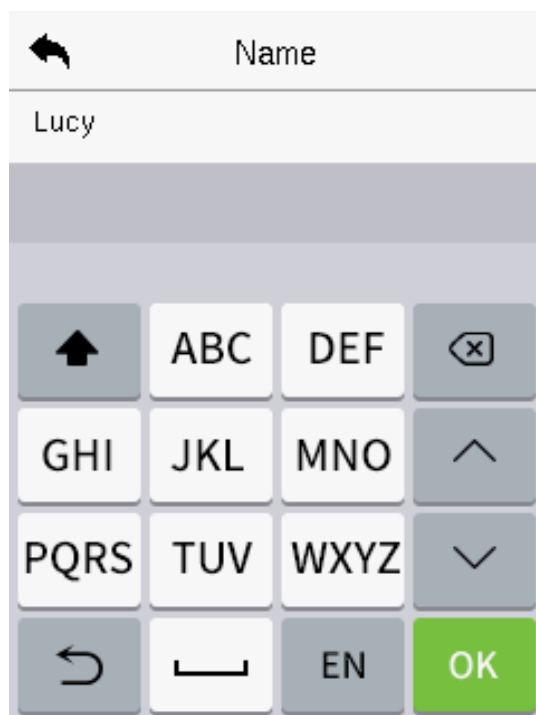 Name
Lucy
ABC DEF
GHI JKL MNO
PQRS TUV WXYZ
EN OK